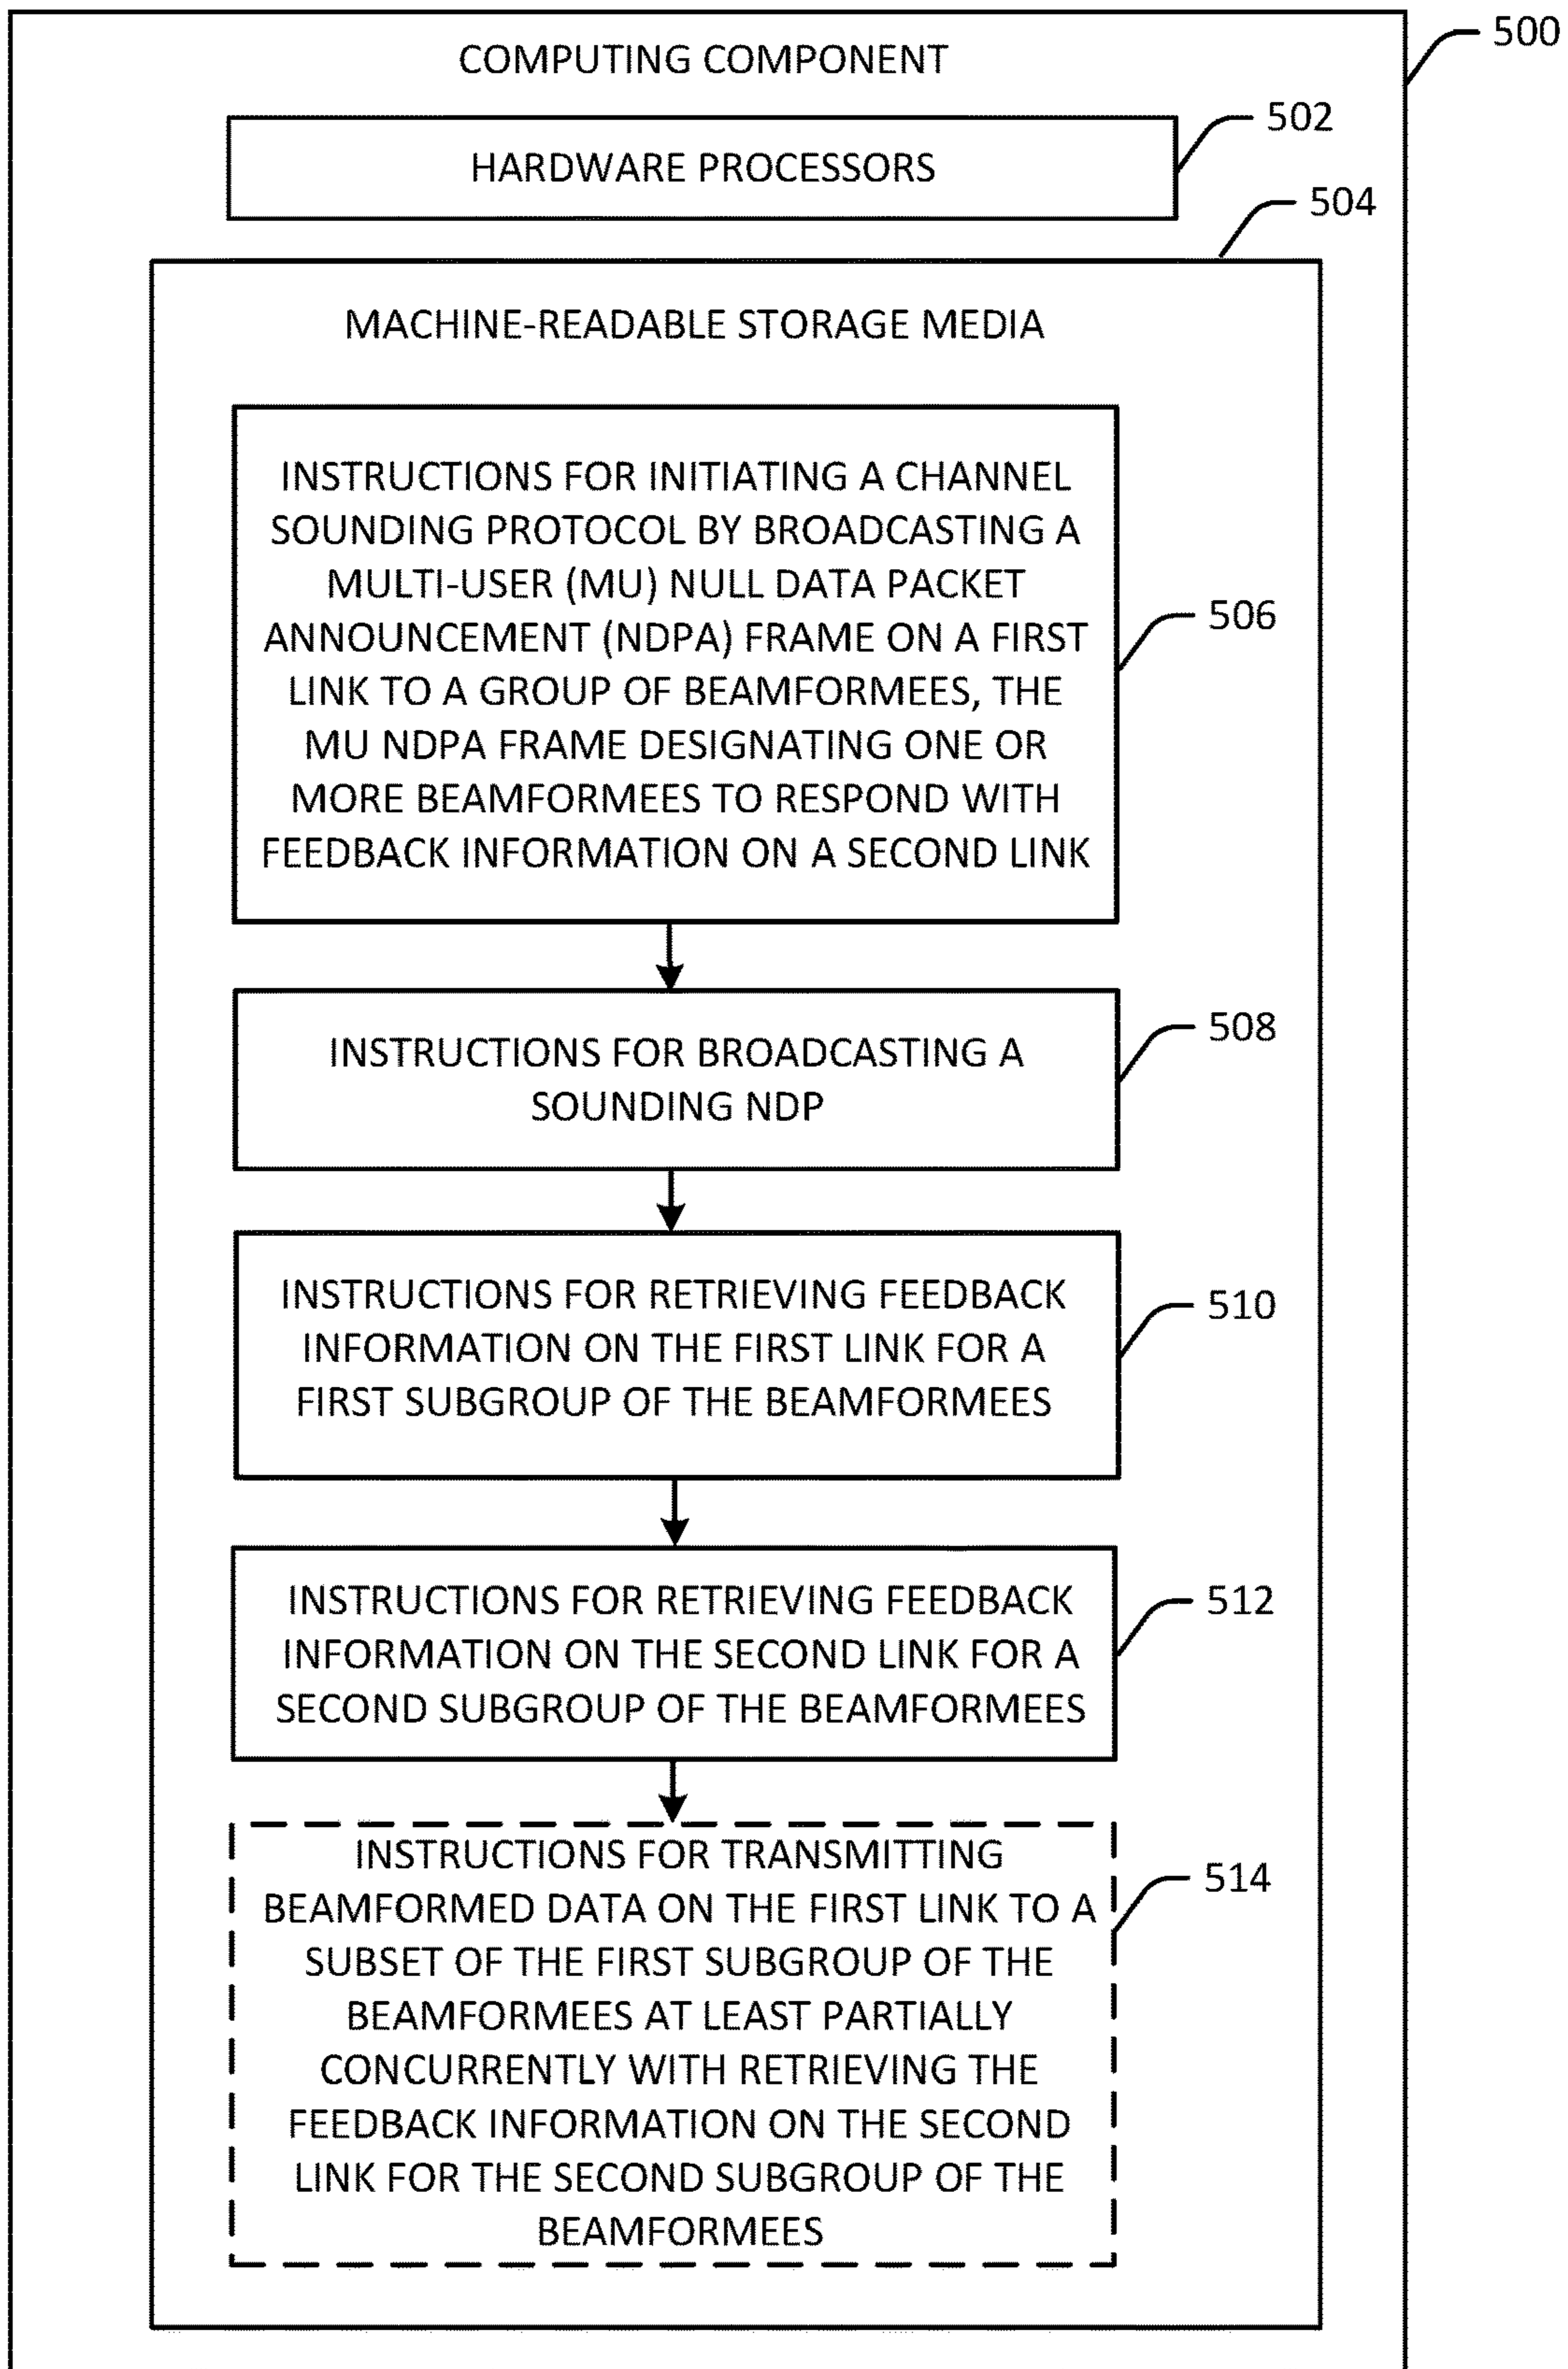 500
COMPUTING COMPONENT
502
HARDWARE PROCESSORS
504
MACHINE-READABLE STORAGE MEDIA
INSTRUCTIONS FOR INITIATING A CHANNEL
SOUNDING PROTOCOL BY BROADCASTING A
MULTI-USER (MU) NULL DATA PACKET
ANNOUNCEMENT (NDPA) FRAME ON A FIRST
LINK TO A GROUP OF BEAMFORMEES, THE
MU NDPA FRAME DESIGNATING ONE OR
MORE BEAMFORMEES TO RESPOND WITH
FEEDBACK INFORMATION ON A SECOND LINK
506
INSTRUCTIONS FOR BROADCASTING A
SOUNDING NDP
508
INSTRUCTIONS FOR RETRIEVING FEEDBACK
INFORMATION ON THE FIRST LINK FOR A
FIRST SUBGROUP OF THE BEAMFORMEES
510
INSTRUCTIONS FOR RETRIEVING FEEDBACK
INFORMATION ON THE SECOND LINK FOR A
SECOND SUBGROUP OF THE BEAMFORMEES
512
INSTRUCTIONS FOR TRANSMITTING
BEAMFORMED DATA ON THE FIRST LINK TO A
SUBSET OF THE FIRST SUBGROUP OF THE
BEAMFORMEES AT LEAST PARTIALLY
CONCURRENTLY WITH RETRIEVING THE
FEEDBACK INFORMATION ON THE SECOND
LINK FOR THE SECOND SUBGROUP OF THE
BEAMFORMEES
514